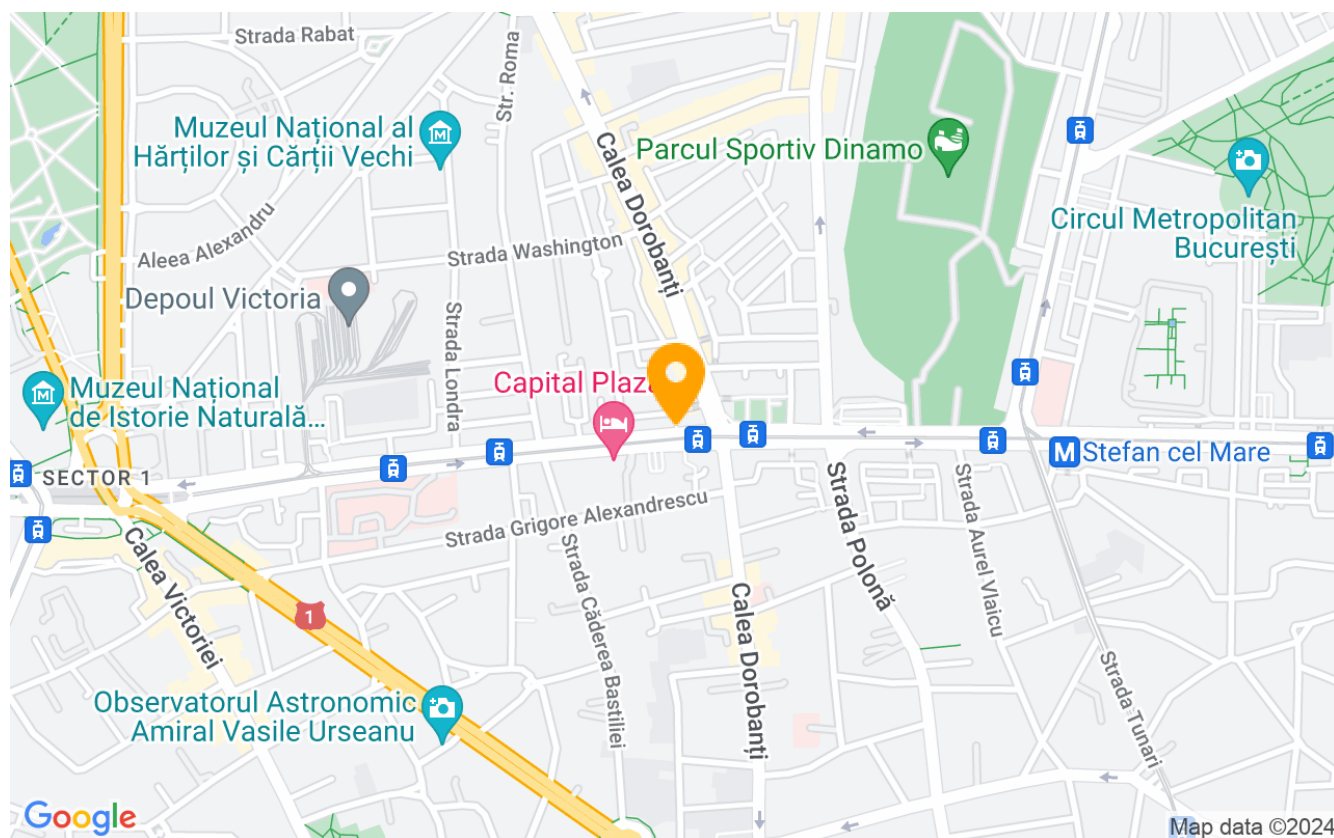 Strada Rabat
Str. Roma
Muzeul Național al
Hărților și Cărții Vechi
Calea Dorobanți
Parcul Sportiv Dinamo
Circul Metropolitan
București
Aleea Alexandru
Strada Washington
Depoul Victoria
Strada Londra
Muzeul Național
de Istorie Naturală...
Capital Plaza
SECTOR 1
M Stefan cel Mare
Strada Grigore Alexandrescu
Strada Polonă
Strada Aurel Vlaicu
Calea Victoriei
Strada Căderea Bastiliei
1
Calea Dorobanți
Strada Tunari
Observatorul Astronomic
Amiral Vasile Urseanu
Google
Map data ©2024